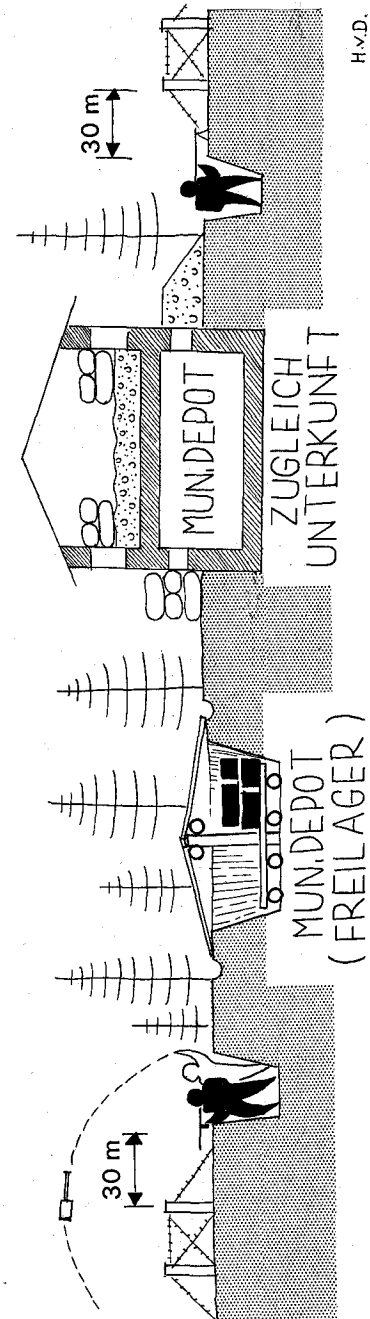 30 m
MUN.DEPOT
(FREILAGER)
MUN.DEPOT
ZUGLEICH
UNTERKUNFT
30 m
H.v.D.